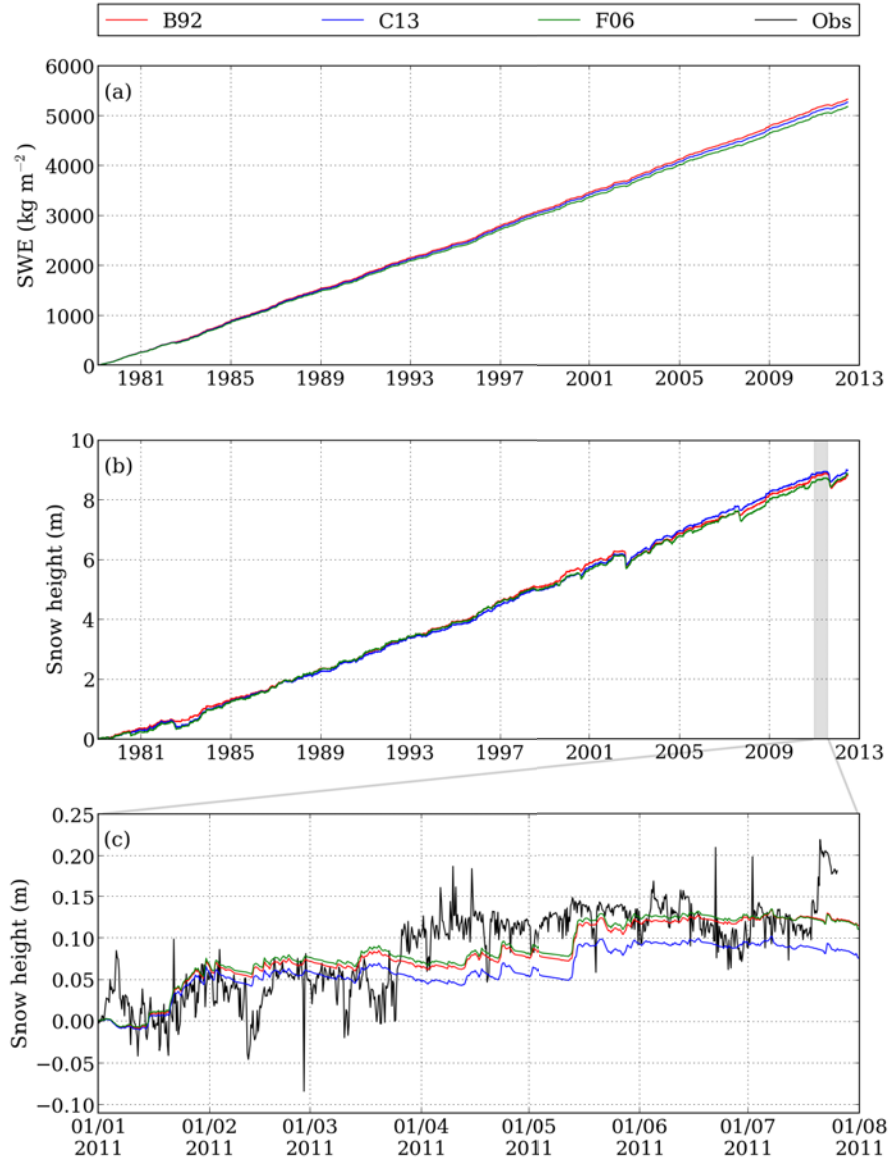 B92 C13 F06 Obs
(a)
SWE (kg m⁻²)
6000
5000
4000
3000
2000
1000
0
1981 1985 1989 1993 1997 2001 2005 2009 2013
(b)
Snow height (m)
10
8
6
4
2
0
1981 1985 1989 1993 1997 2001 2005 2009 2013
(c)
Snow height (m)
0.25
0.20
0.15
0.10
0.05
0.00
−0.05
−0.10
01/01 01/02 01/03 01/04 01/05 01/06 01/07 01/08
2011 2011 2011 2011 2011 2011 2011 2011